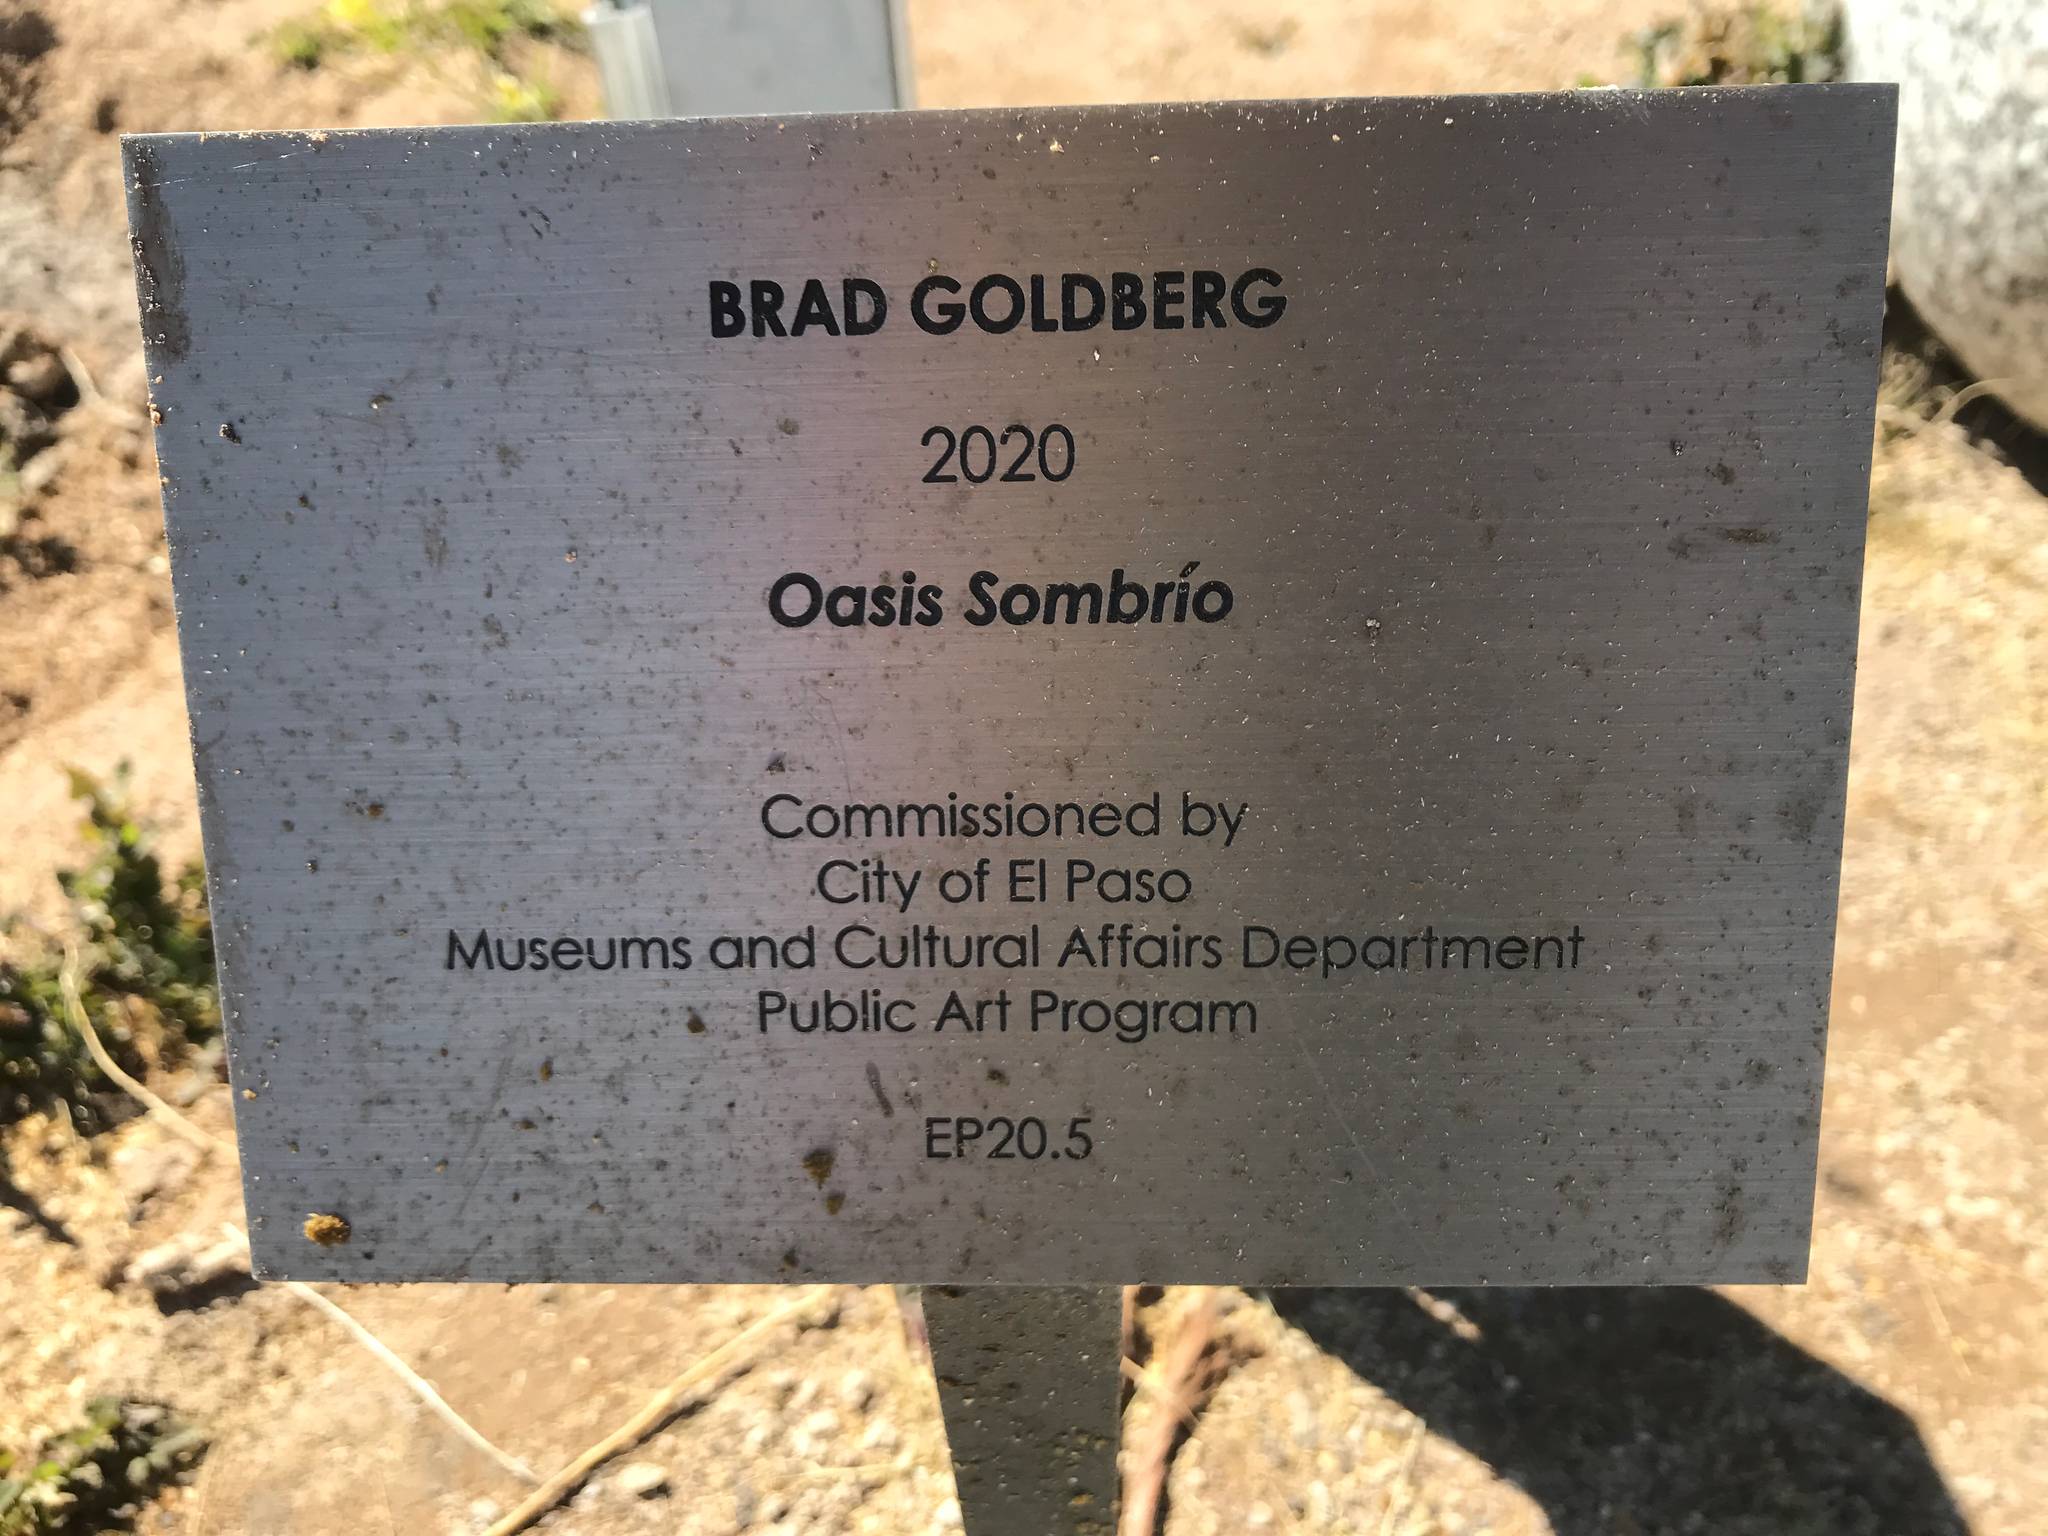 BRAD GOLDBERG
2020
Oasis Sombrío
Commissioned by
City of El Paso
Museums and Cultural Affairs Department
Public Art Program
EP20.5